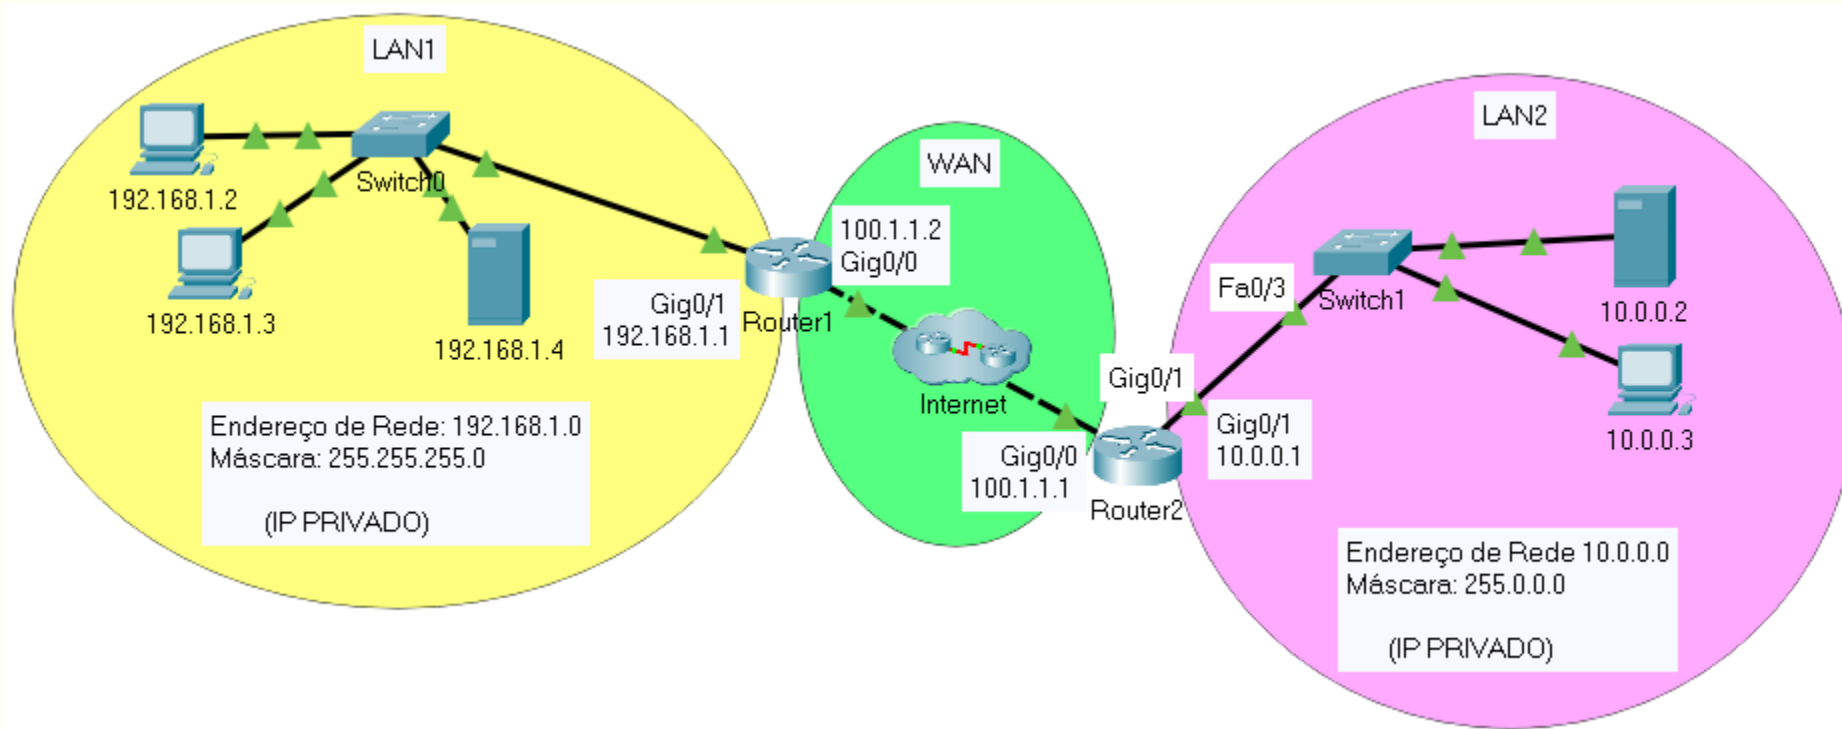 LAN1
192.168.1.2
Switch0
192.168.1.3
192.168.1.4
Gig0/1
192.168.1.1
Router1
Endereço de Rede: 192.168.1.0
Máscara: 255.255.255.0
(IP PRIVADO)
WAN
100.1.1.2
Gig0/0
Internet
Gig0/0
100.1.1.1
Router2
Gig0/1
LAN2
Fa0/3
Switch1
10.0.0.2
Gig0/1
10.0.0.1
10.0.0.3
Endereço de Rede 10.0.0.0
Máscara: 255.0.0.0
(IP PRIVADO)